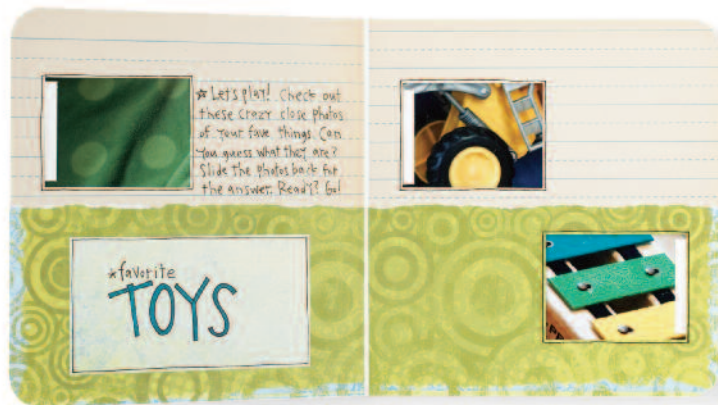 *Let's play! Check out
these crazy close photos
of your fave things. Can
you guess what they are?
Slide the photos back for
the answer. Ready? Go!
*favorite
TOYS